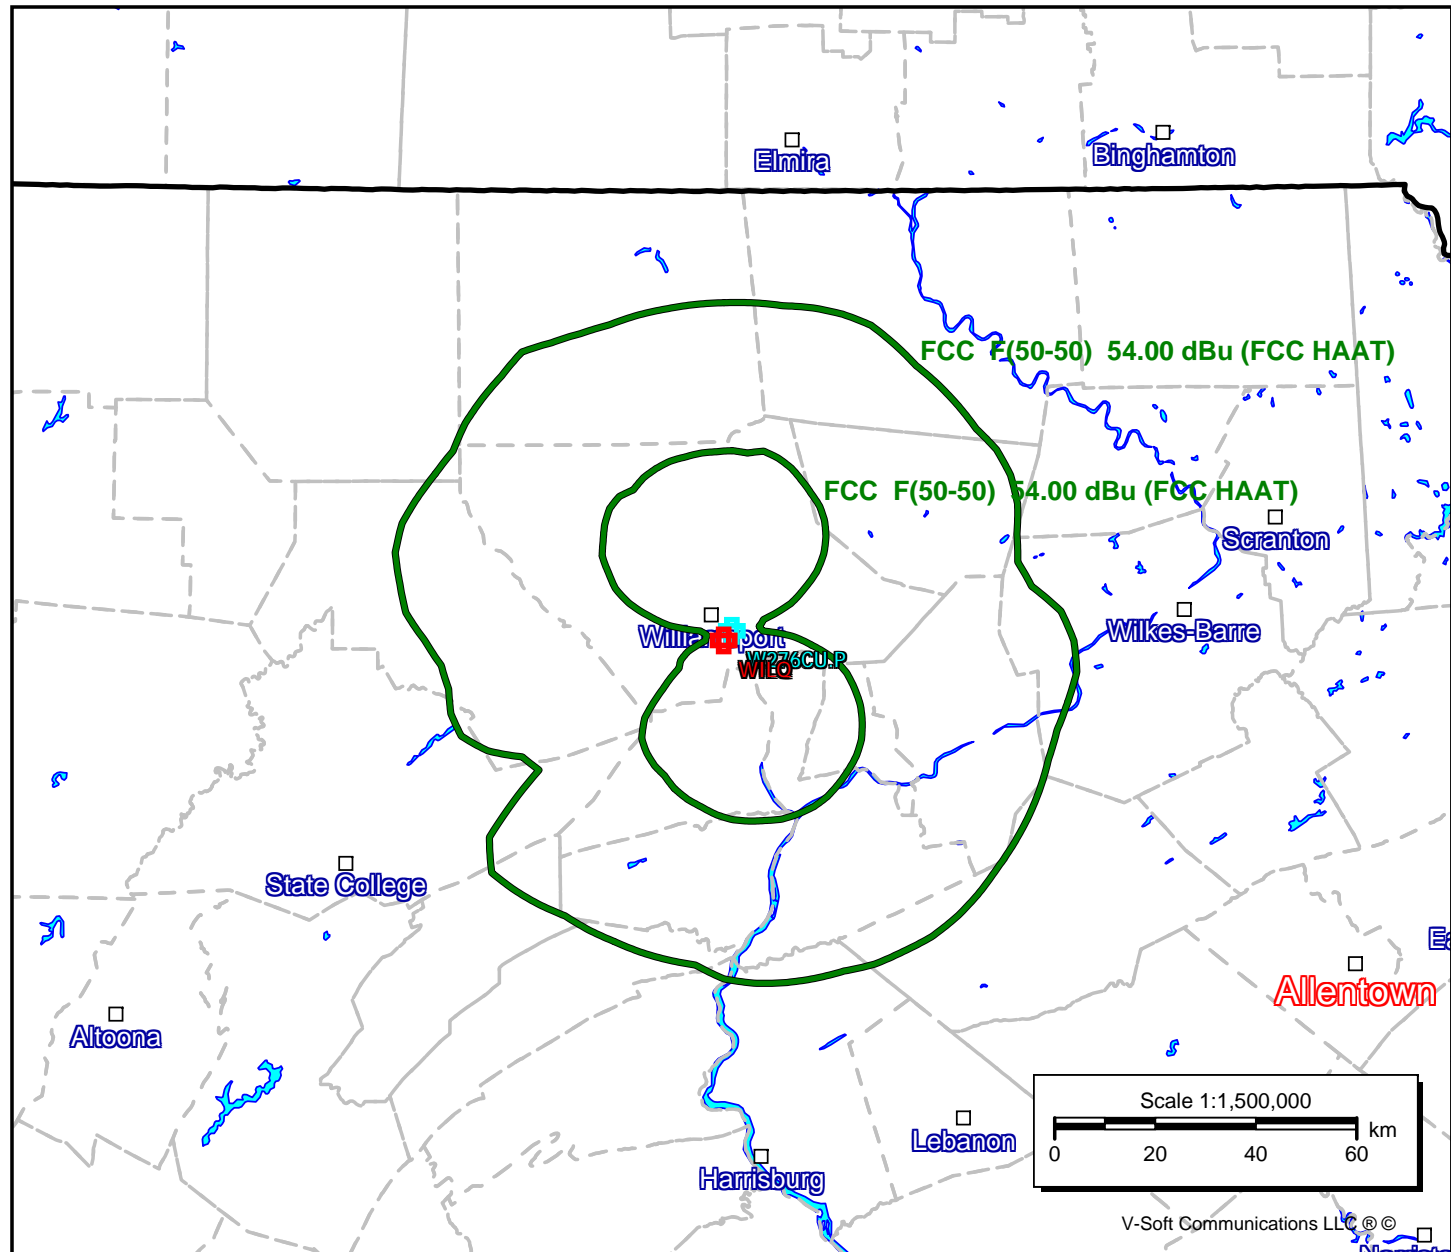 Elmira
Binghamton
FCC F(50-50) 54.00 dBu (FCC HAAT)
FCC F(50-50) 54.00 dBu (FCC HAAT)
Scranton
Williamsport
Wilkes-Barre
W276CU.P
WILQ
State College
Allentown
Altoona
Scale 1:1,500,000
km
0 20 40 60
Lebanon
Harrisburg
V-Soft Communications LLC ® ©